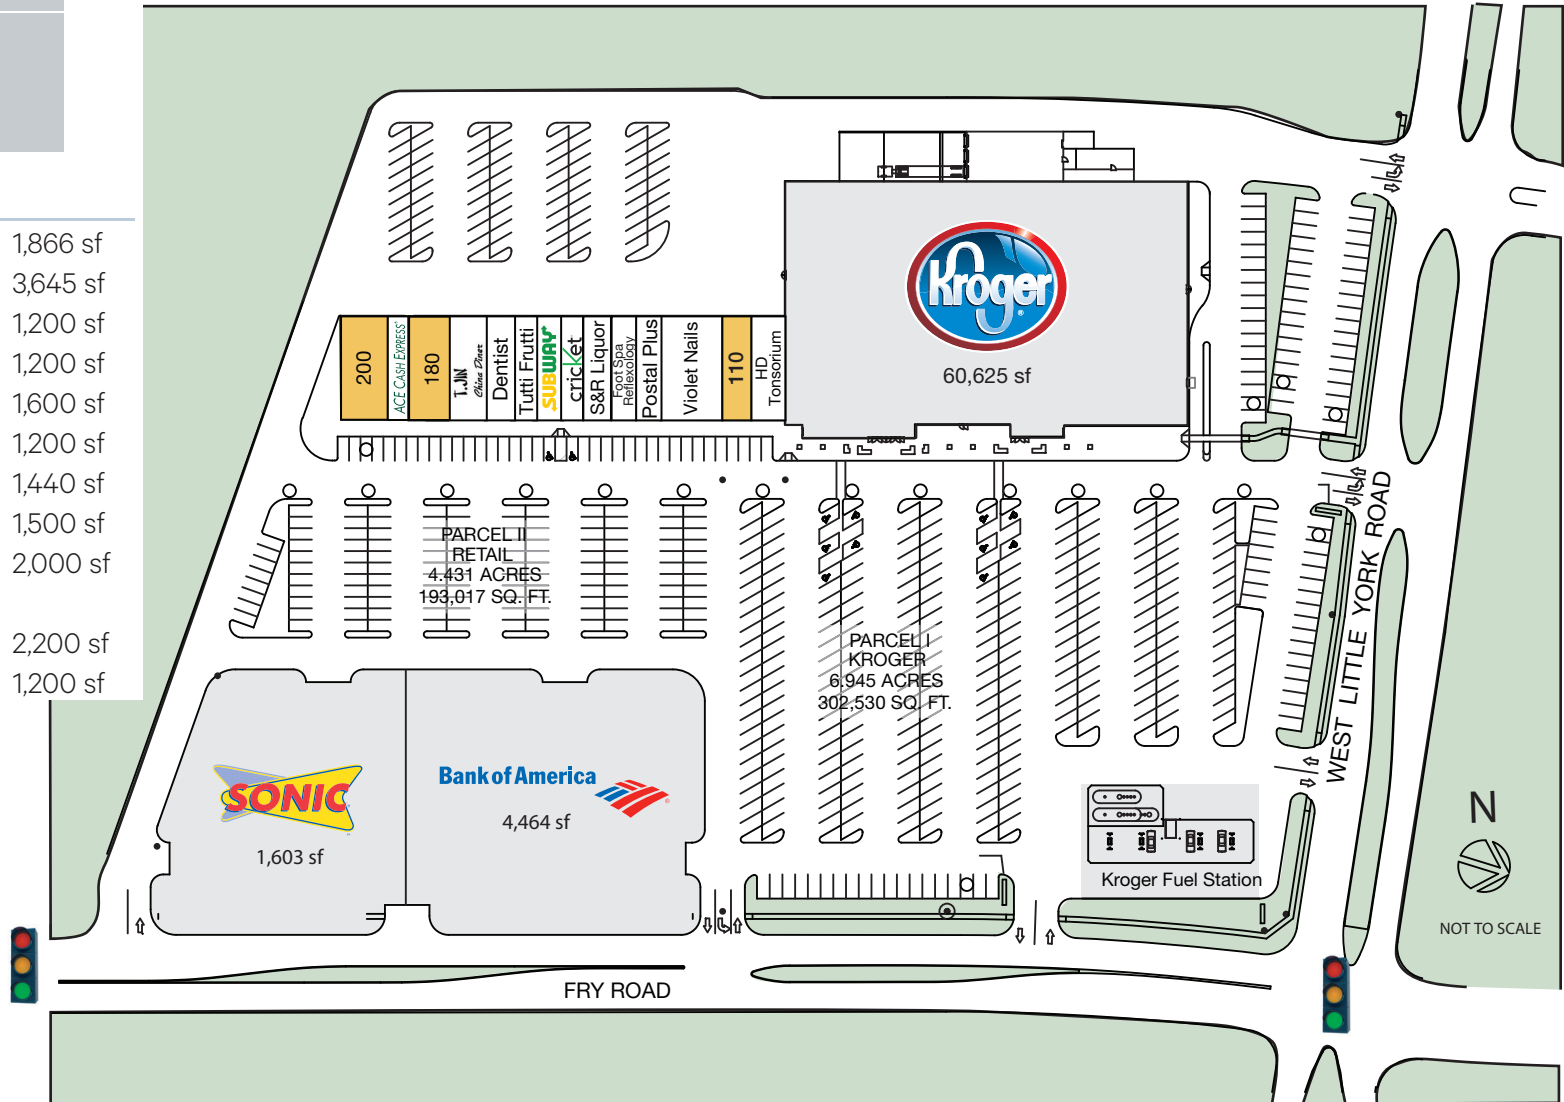 1,866 sf
3,645 sf
1,200 sf
1,200 sf
1,600 sf
1,200 sf
1,440 sf
1,500 sf
2,000 sf
2,200 sf
1,200 sf
200
ACE CASH EXPRESS
180
T.JIN
China Diner
Dentist
Tutti Frutti
SUBWAY
cricket
S&R Liquor
Foot Spa
Reflexology
Postal Plus
Violet Nails
110
HD
Tonsorium
Kroger
60,625 sf
PARCEL II
RETAIL
4.431 ACRES
193,017 SQ. FT.
PARCEL I
KROGER
6.945 ACRES
302,530 SQ. FT.
WEST LITTLE YORK ROAD
SONIC
1,603 sf
Bank of America
4,464 sf
Kroger Fuel Station
N
NOT TO SCALE
FRY ROAD